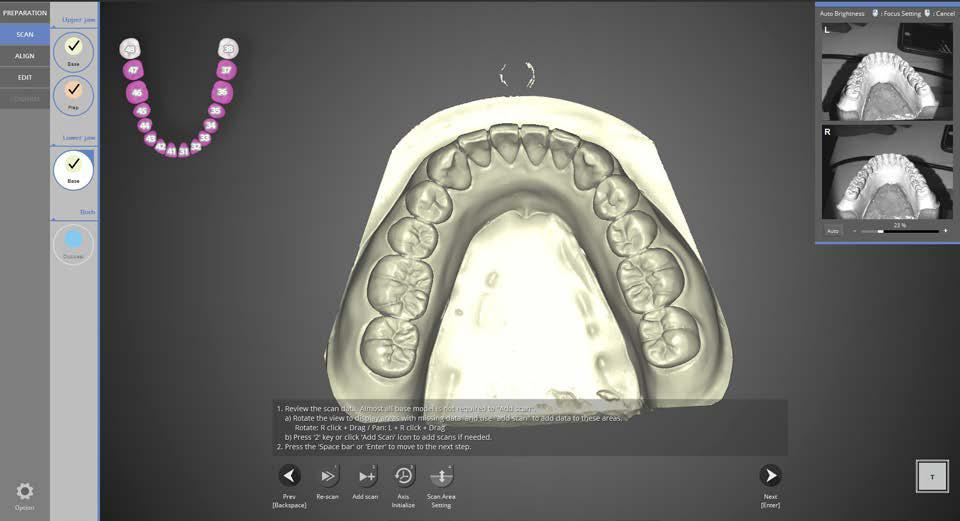 PREPARATION
SCAN
ALIGN
EDIT
Option
Upper jaw
Base
Prep
Lower jaw
Base
Both
Occlusal
48
38
47
37
46
36
45
35
44
34
43
33
42
32
41
31
1. Review the scan data. Almost all base model is not required to "Add scan".
a) Rotate the view to display areas with missing data and use "add scan" to add data to these areas.
Rotate: R click + Drag / Pan: L + R click + Drag
b) Press '2' key or click 'Add Scan' icon to add scans if needed.
2. Press the 'Space bar' or 'Enter' to move to the next step.
Prev
[Backspace]
Re-scan
Add scan
Axis
Initialize
Scan Area
Setting
Next
[Enter]
Auto Brightness
: Focus Setting
: Cancel
L
R
Auto
-
23 %
+
T